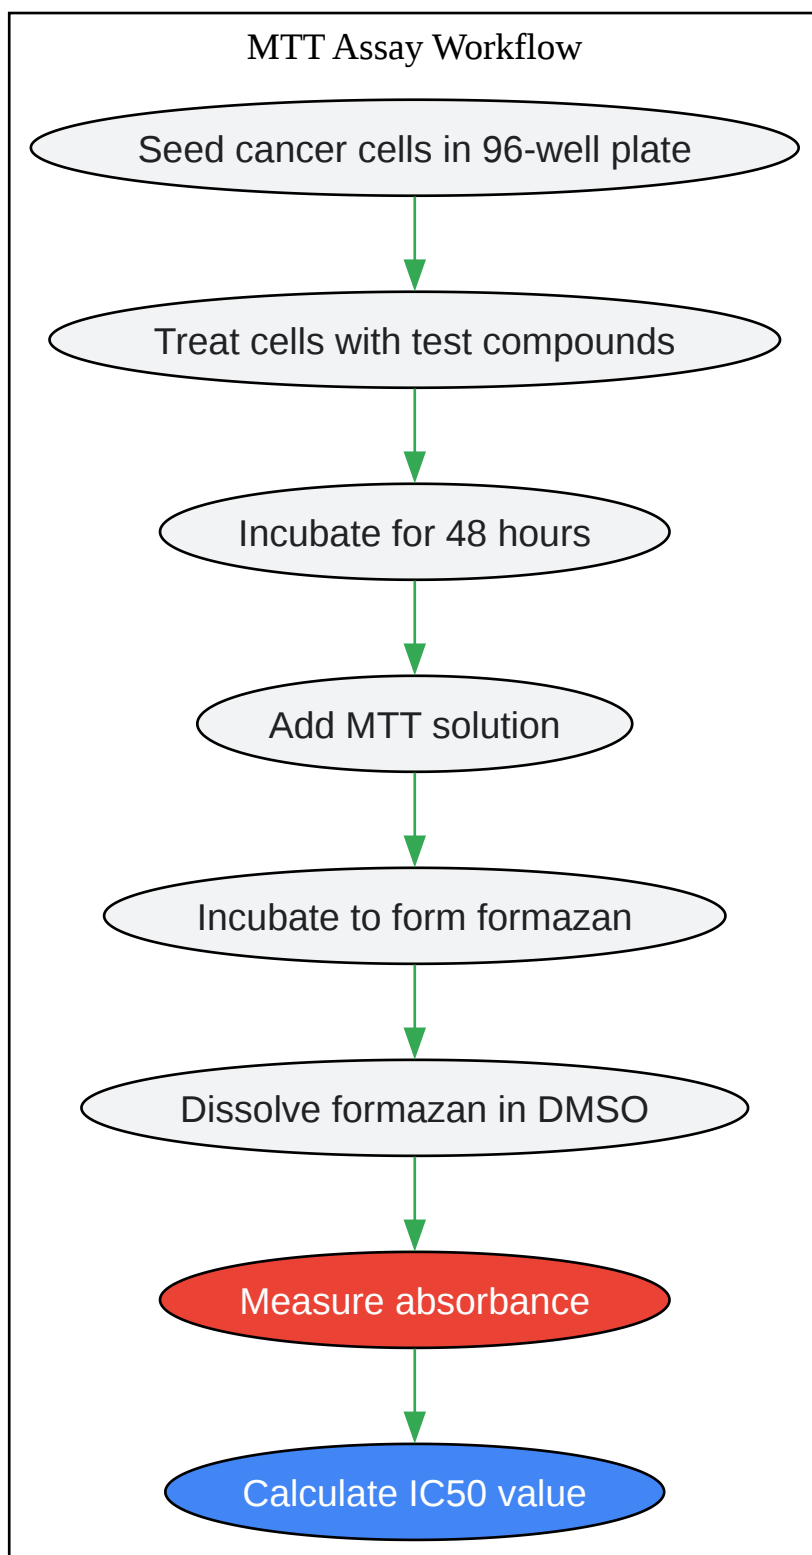 MTT Assay Workflow
Seed cancer cells in 96-well plate
Treat cells with test compounds
Incubate for 48 hours
Add MTT solution
Incubate to form formazan
Dissolve formazan in DMSO
Measure absorbance
Calculate IC50 value